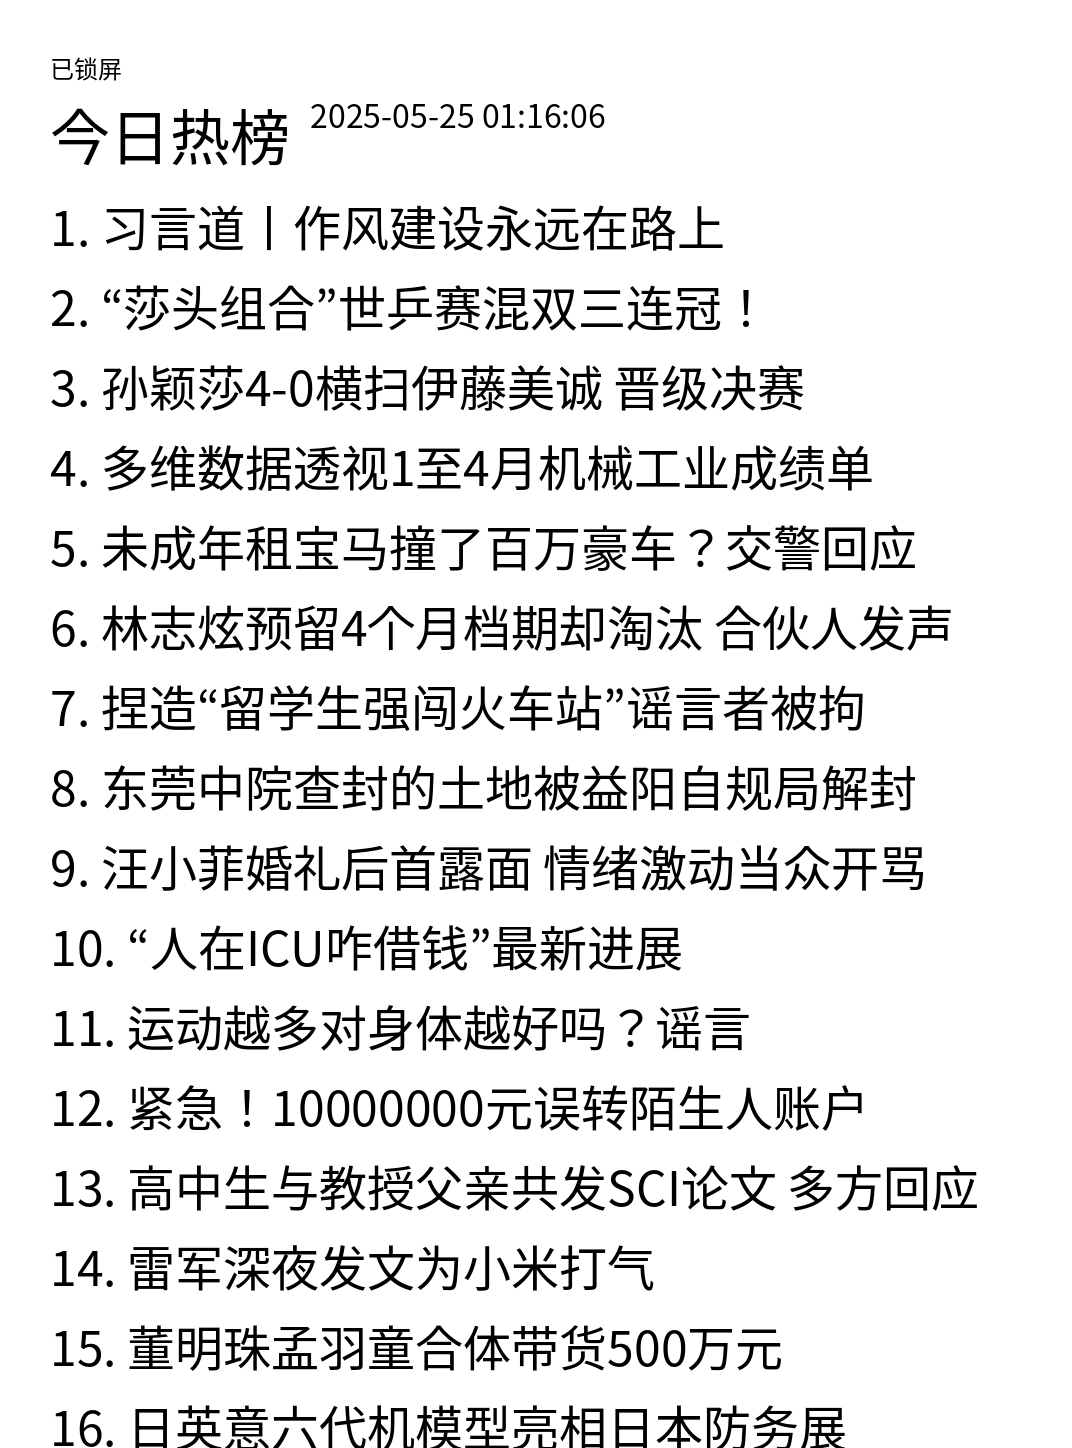 已锁屏
今日热榜 2025-05-25 01:16:06
1. 习言道丨作风建设永远在路上
2. “莎头组合”世乒赛混双三连冠！
3. 孙颖莎4-0横扫伊藤美诚 晋级决赛
4. 多维数据透视1至4月机械工业成绩单
5. 未成年租宝马撞了百万豪车？交警回应
6. 林志炫预留4个月档期却淘汰 合伙人发声
7. 捏造“留学生强闯火车站”谣言者被拘
8. 东莞中院查封的土地被益阳自规局解封
9. 汪小菲婚礼后首露面 情绪激动当众开骂
10. “人在ICU咋借钱”最新进展
11. 运动越多对身体越好吗？谣言
12. 紧急！10000000元误转陌生人账户
13. 高中生与教授父亲共发SCI论文 多方回应
14. 雷军深夜发文为小米打气
15. 董明珠孟羽童合体带货500万元
16. 日英意六代机模型亮相日本防务展